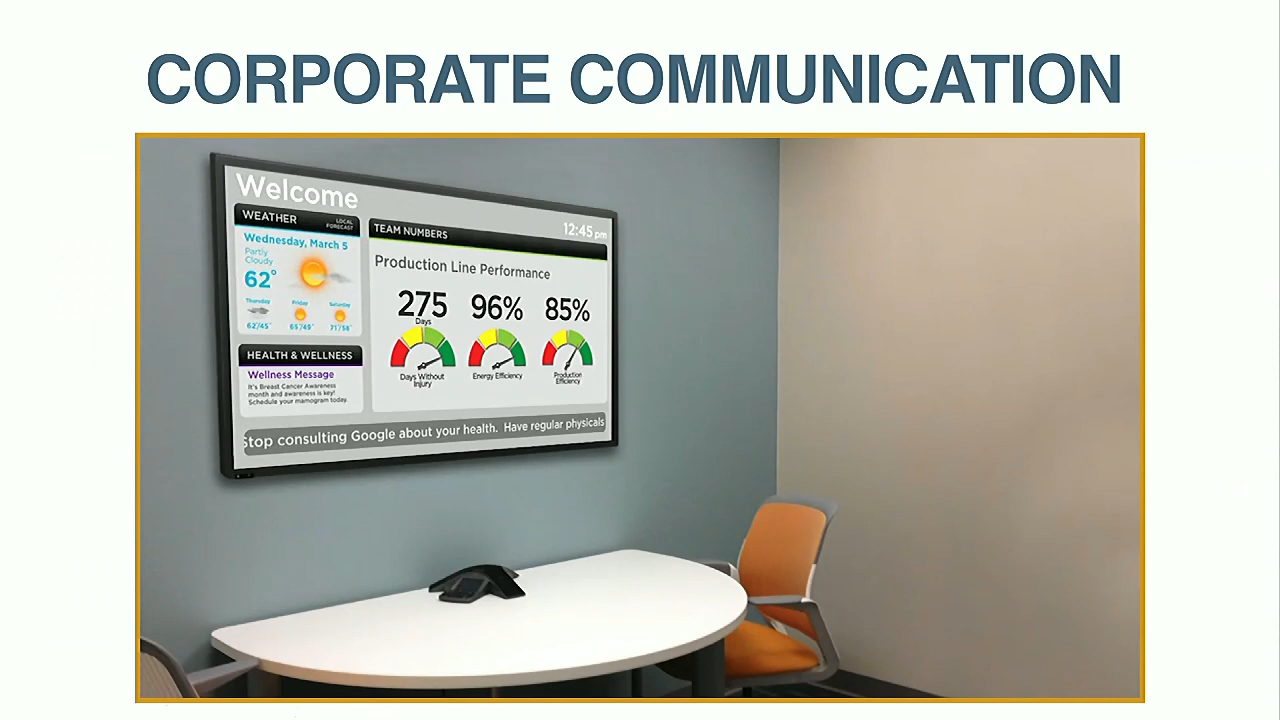 CORPORATE COMMUNICATION
Welcome
12:45 pm
WEATHER
LOCAL
FORECAST
Wednesday, March 5
Partly
Cloudy
62°
Thursday
Friday
Saturday
62/45°
65/49°
71/58°
HEALTH & WELLNESS
Wellness Message
It's Breast Cancer Awareness
month and awareness is key!
Schedule your mamogram today.
TEAM NUMBERS
Production Line Performance
275
Days
96%
85%
Days Without
Injury
Energy Efficiency
Production
Efficiency
Stop consulting Google about your health. Have regular physicals